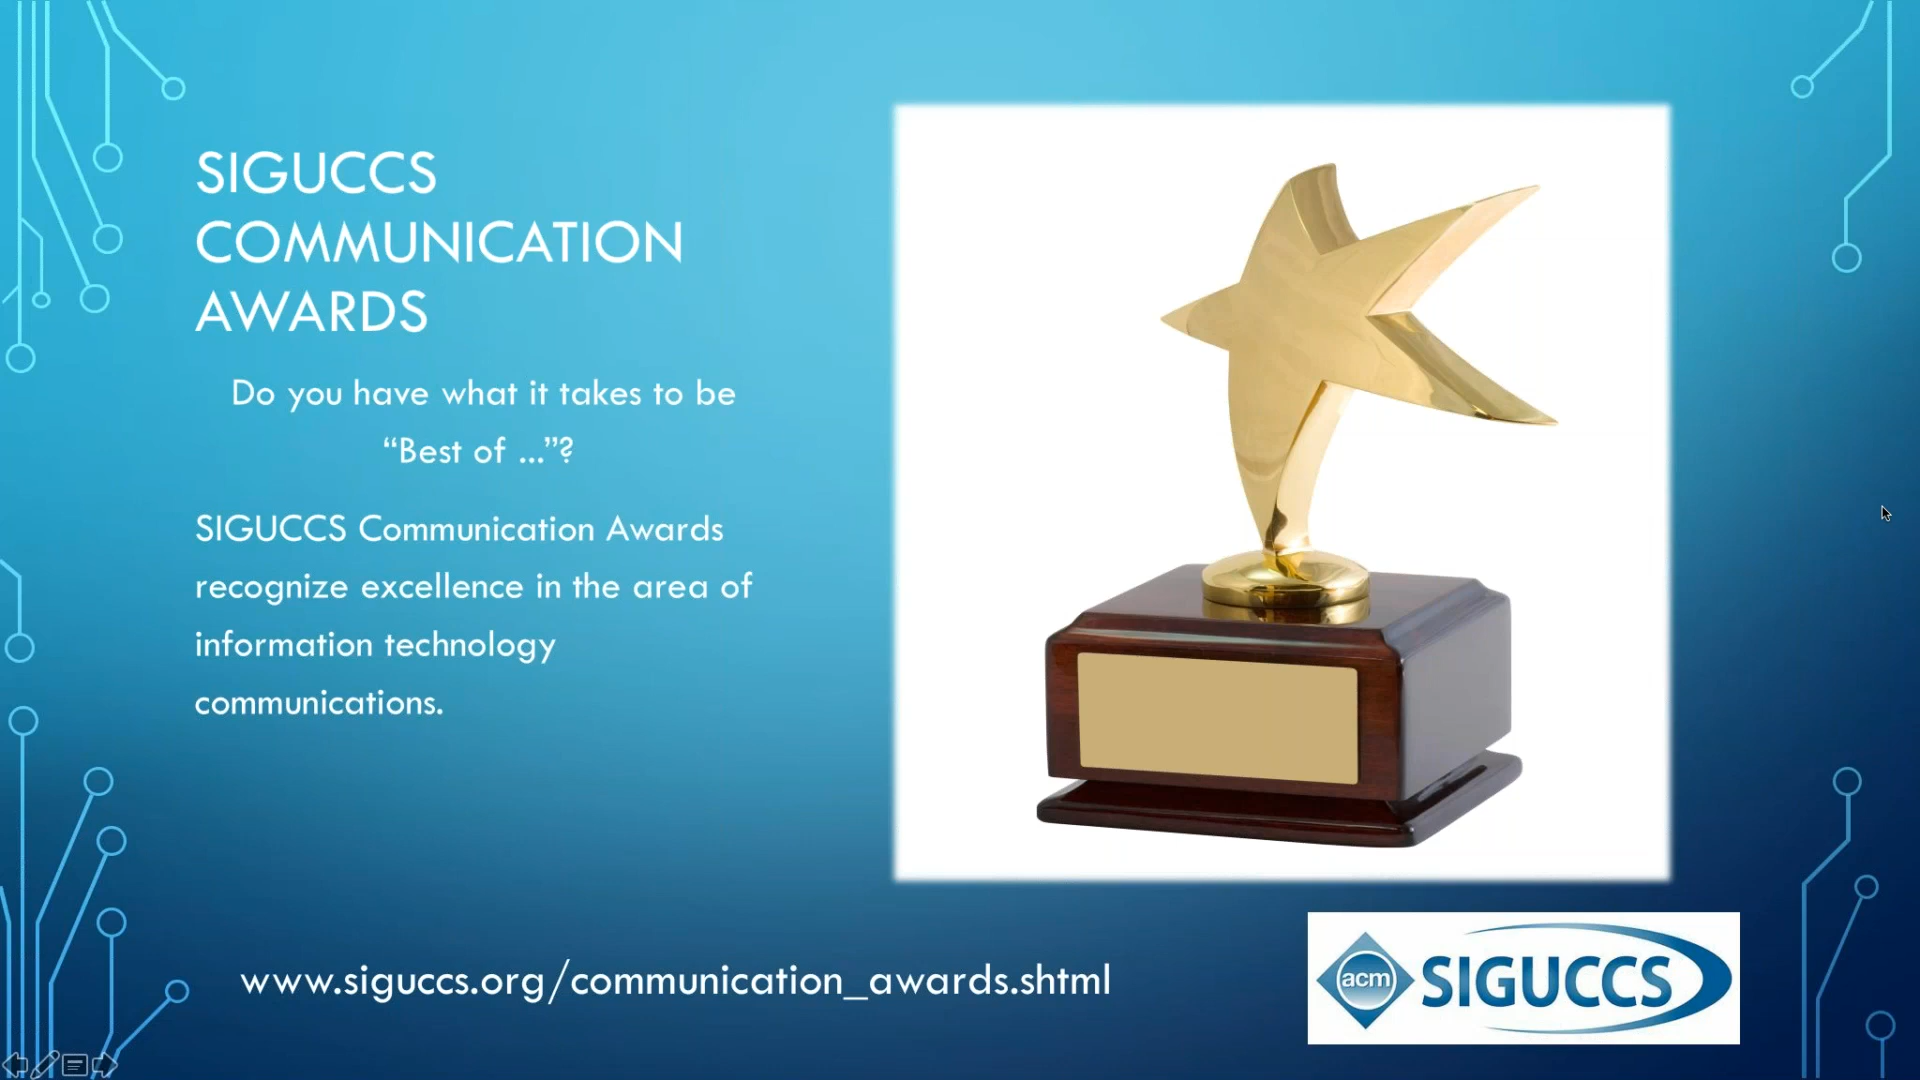 SIGUCCS
COMMUNICATION
AWARDS
Do you have what it takes to be
“Best of ...”?
SIGUCCS Communication Awards
recognize excellence in the area of
information technology
communications.
www.siguccs.org/communication_awards.shtml
acm SIGUCCS